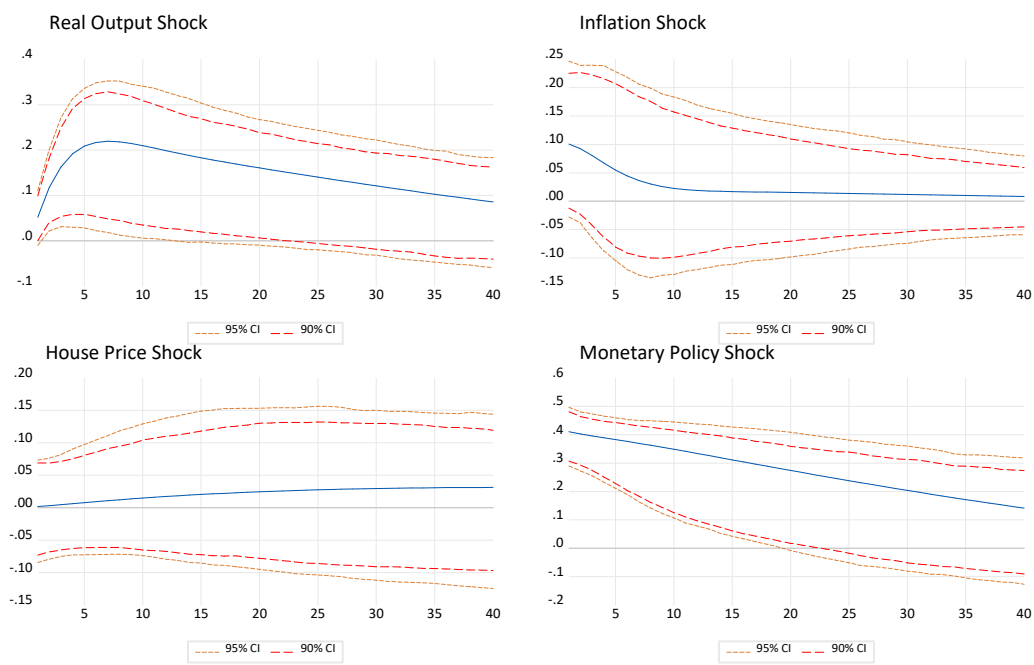 Real Output Shock
.4
.3
.2
.1
.0
-.1
5 10 15 20 25 30 35 40
95% CI 90% CI
Inflation Shock
.25
.20
.15
.10
.05
.00
-.05
-.10
-.15
5 10 15 20 25 30 35 40
95% CI 90% CI
House Price Shock
.20
.15
.10
.05
.00
-.05
-.10
-.15
5 10 15 20 25 30 35 40
95% CI 90% CI
Monetary Policy Shock
.6
.5
.4
.3
.2
.1
.0
-.1
-.2
5 10 15 20 25 30 35 40
95% CI 90% CI